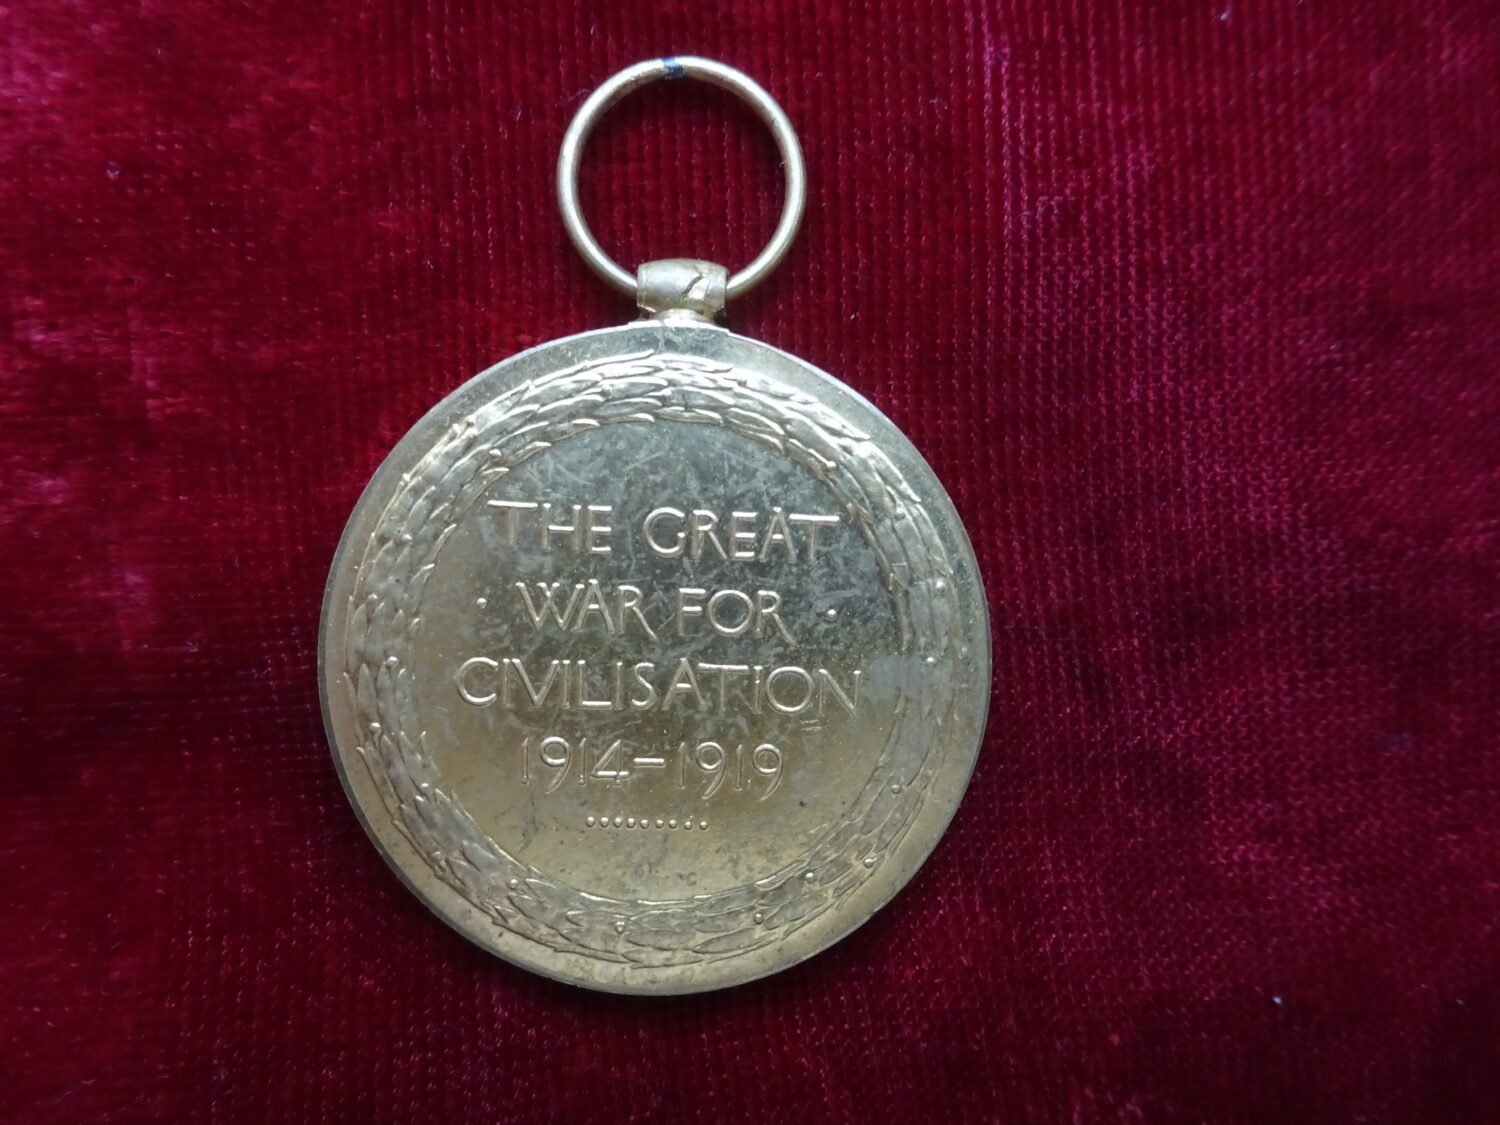 THE GREAT
· WAR FOR ·
CIVILISATION
1914–1919